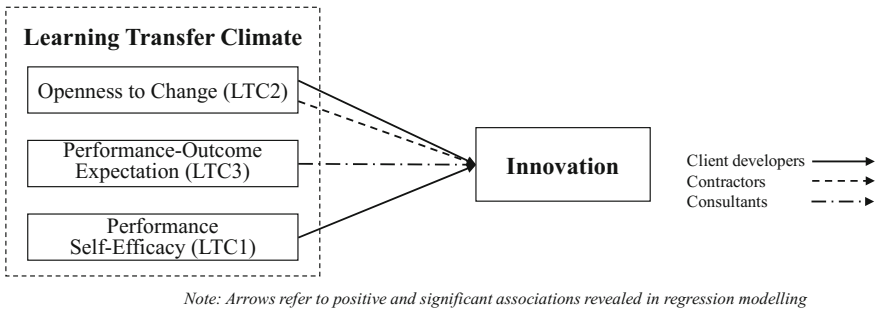 Learning Transfer Climate
Openness to Change (LTC2)
Performance-Outcome
Expectation (LTC3)
Performance
Self-Efficacy (LTC1)
Innovation
Client developers
Contractors
Consultants
Note: Arrows refer to positive and significant associations revealed in regression modelling